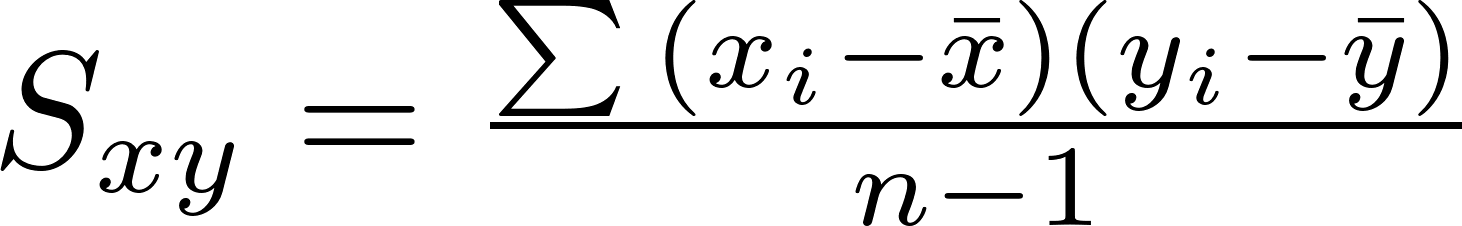 S_{xy} = \frac{\sum (x_i - \bar{x})(y_i - \bar{y})}{n-1}